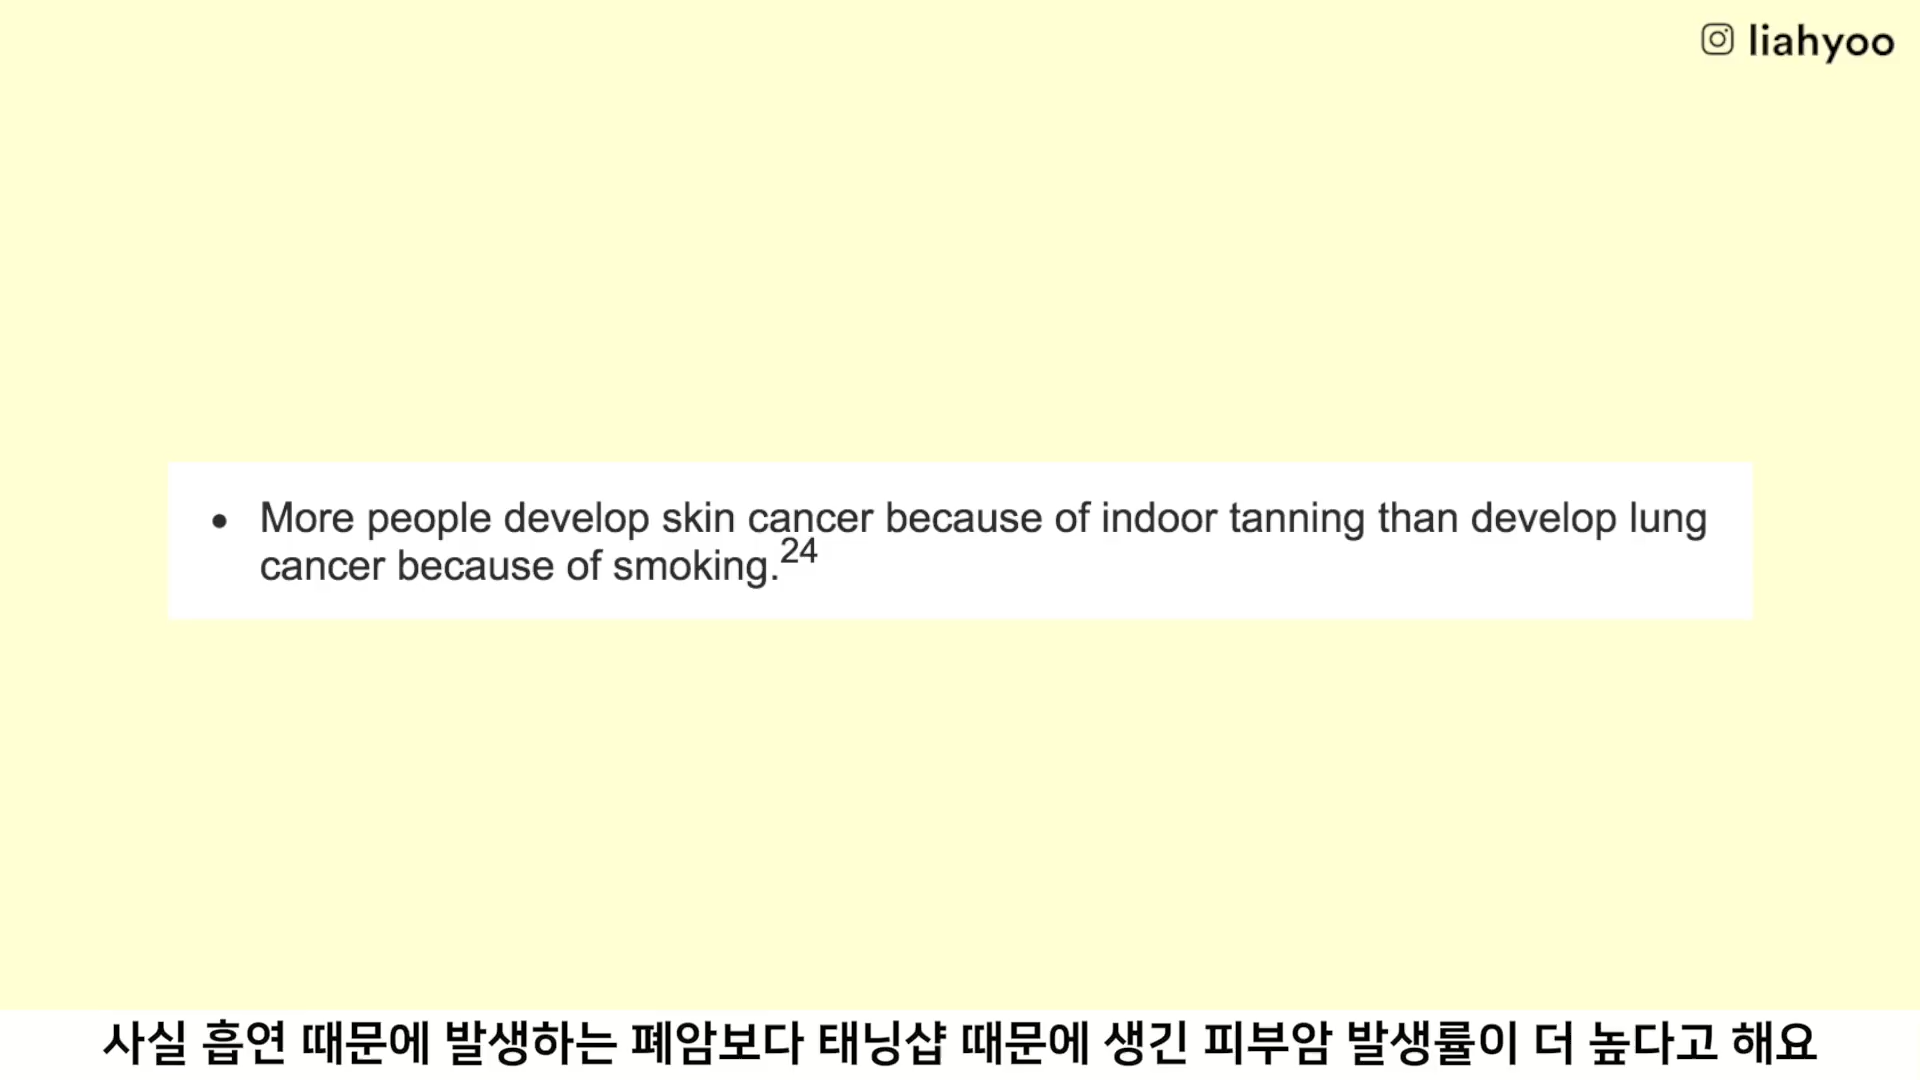 liahyoo
• More people develop skin cancer because of indoor tanning than develop lung
cancer because of smoking.24
사실 흡연 때문에 발생하는 폐암보다 태닝샵 때문에 생긴 피부암 발생률이 더 높다고 해요